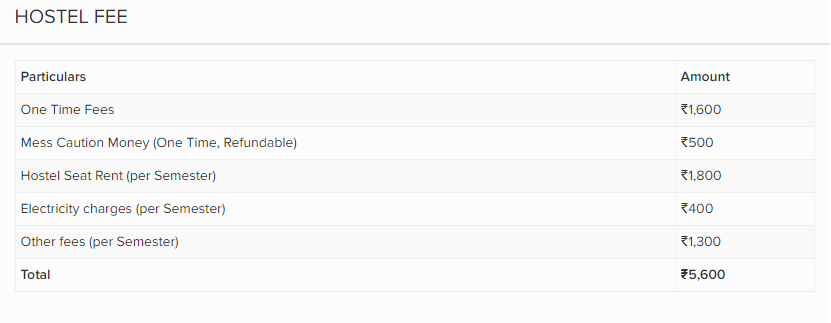 HOSTEL FEE
Particulars Amount
One Time Fees ₹1,600
Mess Caution Money (One Time, Refundable) ₹500
Hostel Seat Rent (per Semester) ₹1,800
Electricity charges (per Semester) ₹400
Other fees (per Semester) ₹1,300
Total ₹5,600